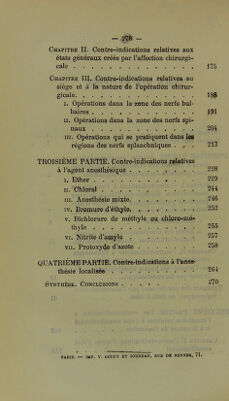 — 278 —
CHAPITRE II. Contre-indications relatives aux
états généraux créés par l'affection chirurgi-
cale . . . . . . . . . . . . . . . 175
CHAPITRE III. Contre-indications relatives au
siége et à la nature de l'opération chirur-
gicale. . . . . . . . . . . . . . . 188
I. Opérations dans la zone des nerfs bul-
baires . . . . . . . . . . . . . . 191
II. Opérations dans la zone des nerfs spi-
naux . . . . . . . . . . . . . . 204
III. Opérations qui se pratiquent dans les
régions des nerfs splanchniques . . . 213
TROISIÈME PARTIE. Contre-indications relatives
à l'agent anesthésique . . . . . . . . 228
I. Ether . . . . . . . . . . . . . 229
II. Chloral . . . . . . . . . . . . 244
III. Anesthésie mixte. . . . . . . . . 246
IV. Bromure d'éthyle. . . . . . . . . 252
V. Bichlorure de méthyle ou chloro-mé-
thyle . . . . . . . . . . . . . . 255
VI. Nitrite d'amyle . . . . . . . . . 257
VII. Protoxyde d'azote . . . . . . . . 258
QUATRIÈME PARTIE. Contre-indications à l'anes-
thésie localisée . . . . . . . . . . . 264
SYNTHÈSE. CONCLUSIONS . . . . . . . 270
PARIS. — IMP. V. GOUPY ET JOURDAN, RUE DE RENNES, 71.